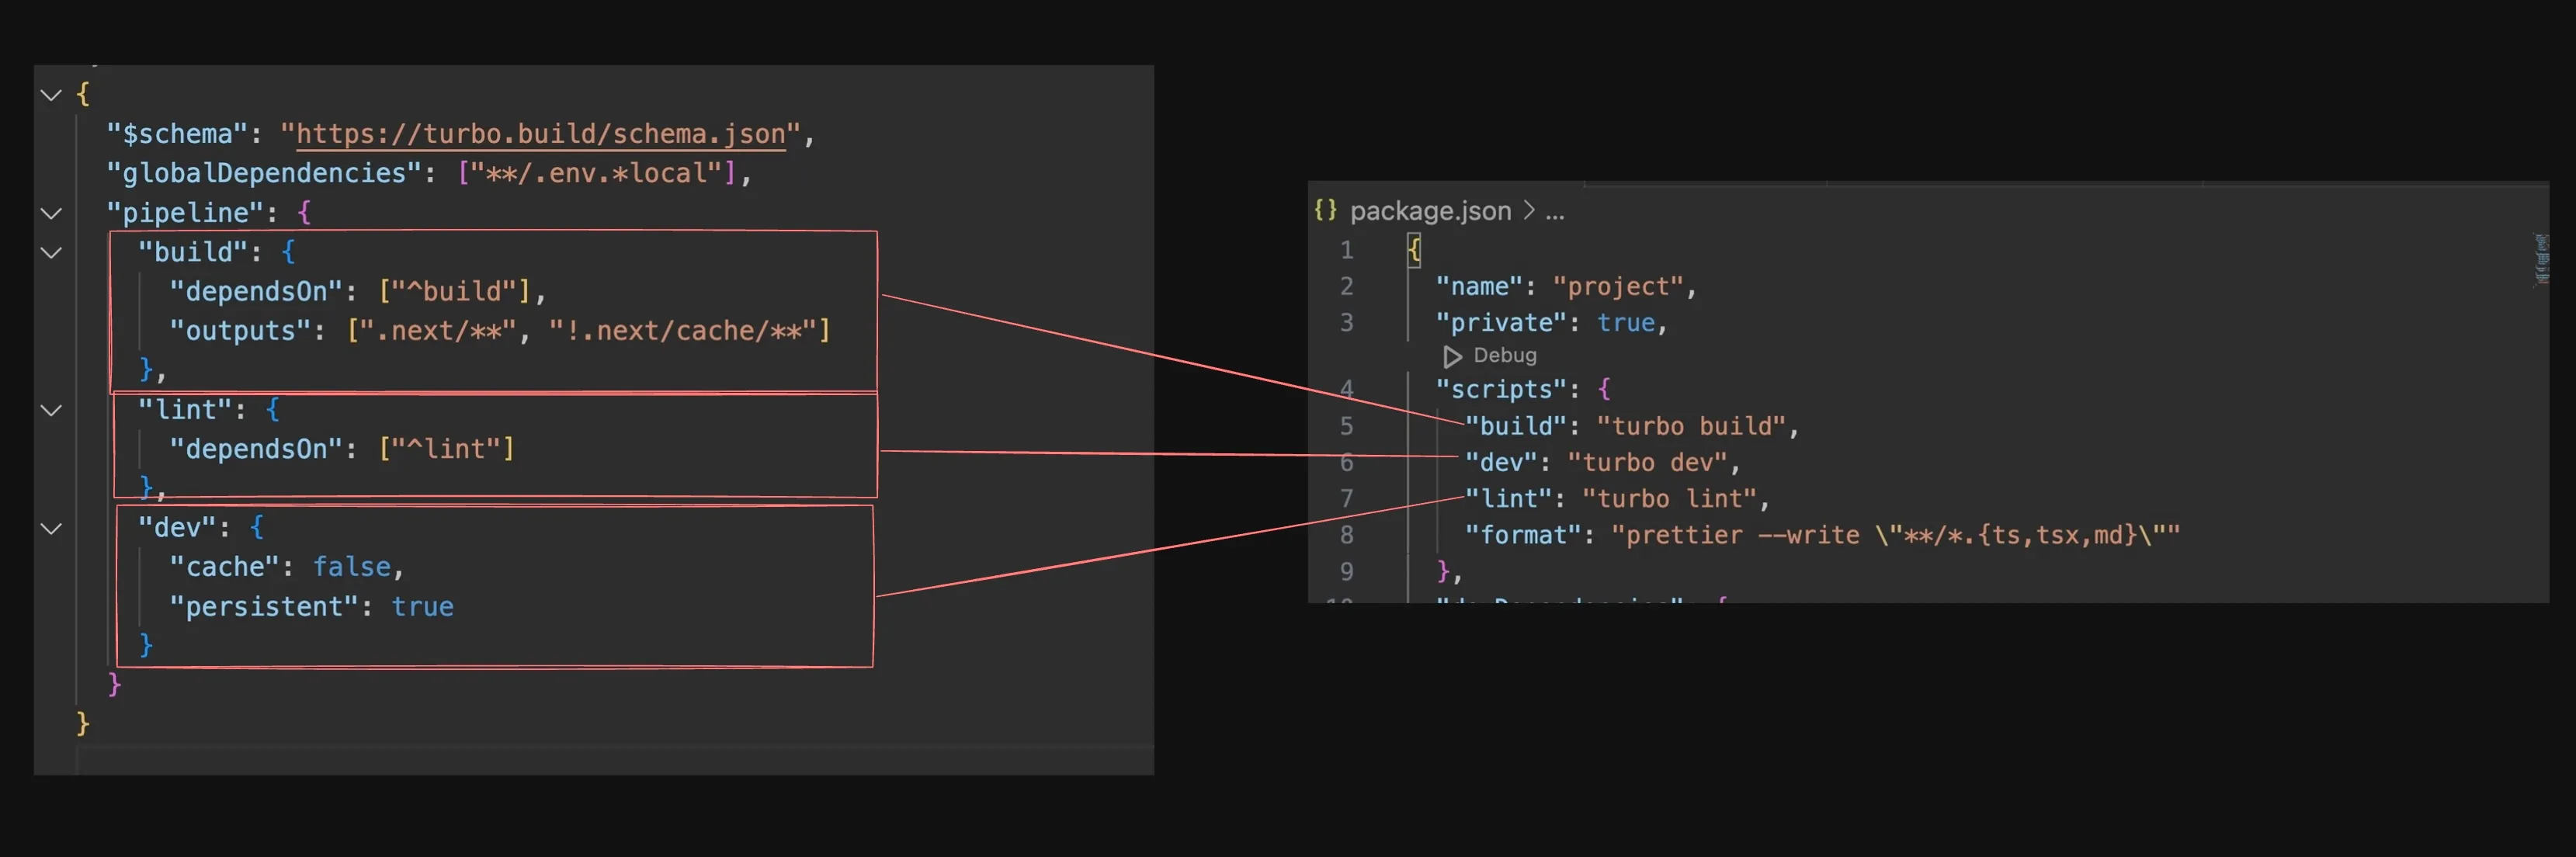 {
"$schema": "https://turbo.build/schema.json",
"globalDependencies": ["**/.env.*local"],
"pipeline": {
"build": {
"dependsOn": ["^build"],
"outputs": [".next/**", "!.next/cache/**"]
},
"lint": {
"dependsOn": ["^lint"]
},
"dev": {
"cache": false,
"persistent": true
}
}
}
{} package.json > ...
1 {
2 "name": "project",
3 "private": true,
Debug
4 "scripts": {
5 "build": "turbo build",
6 "dev": "turbo dev",
7 "lint": "turbo lint",
8 "format": "prettier --write \"**/*.{ts,tsx,md}\""
9 },